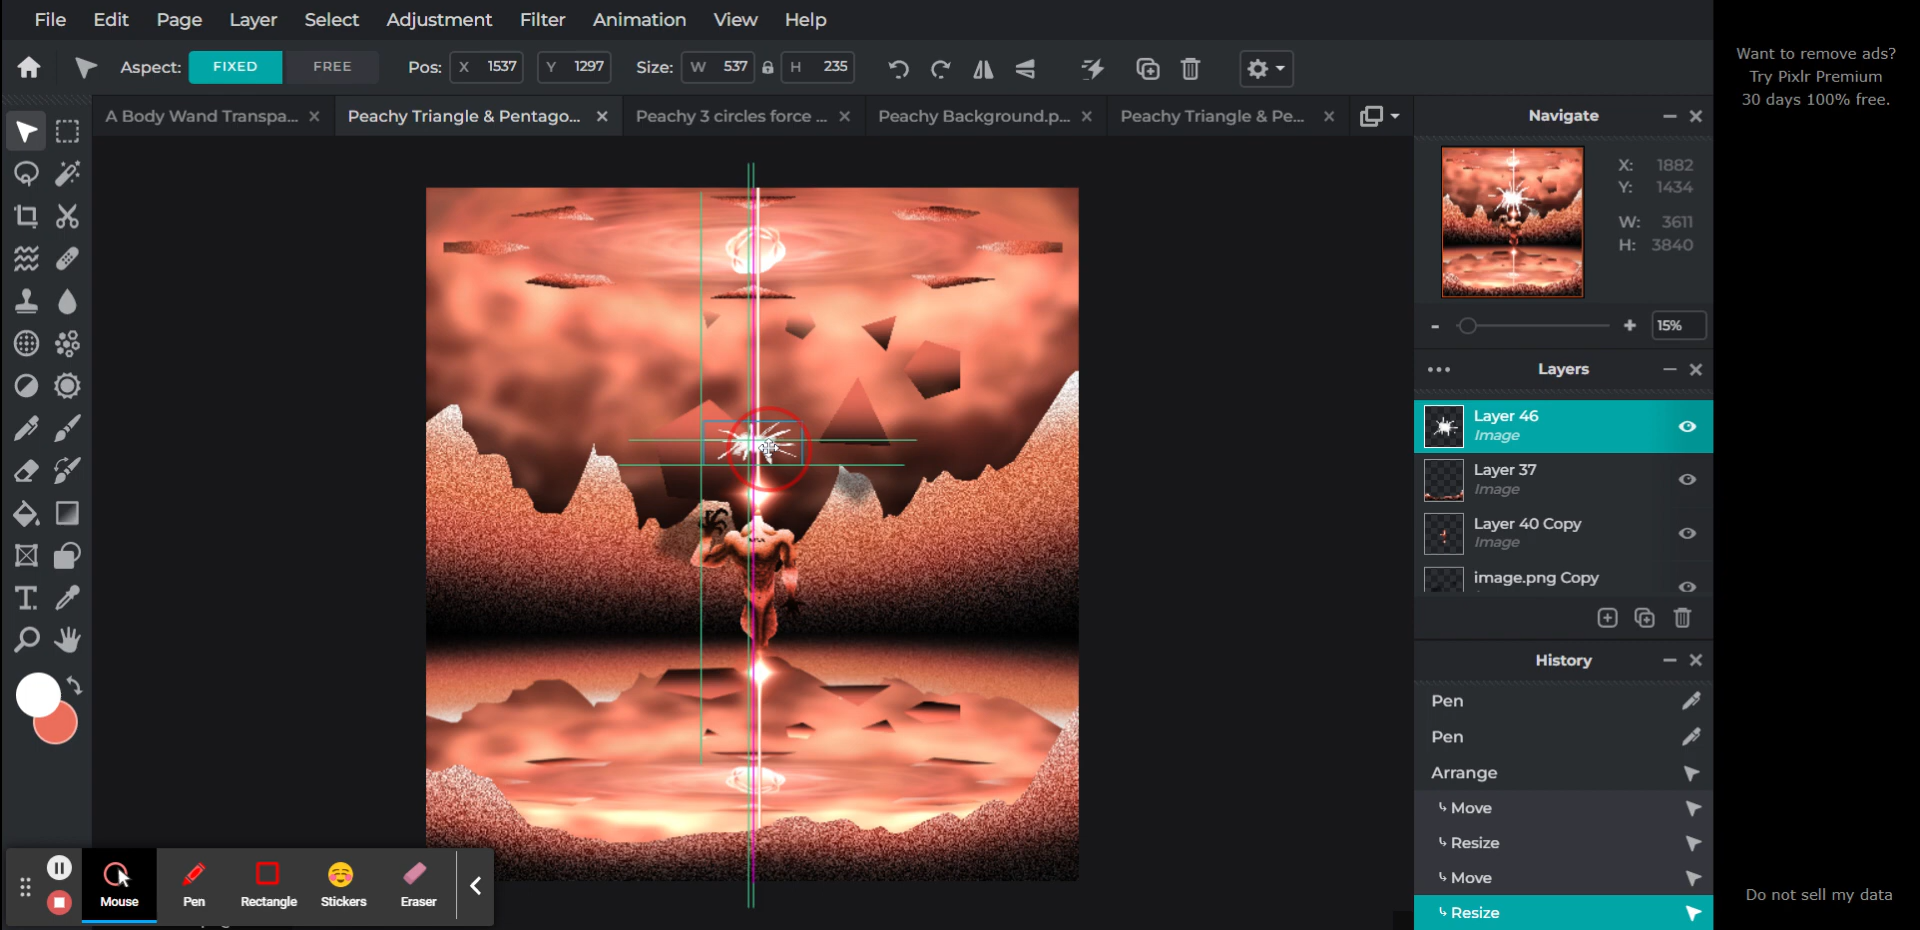 File Edit Page Layer Select Adjustment Filter Animation View Help
Aspect: FIXED FREE Pos: X 1537 Y 1297 Size: W 537 H 235
A Body Wand Transpa... Peachy Triangle & Pentago... Peachy 3 circles force ... Peachy Background.p... Peachy Triangle & Pe...
Navigate
X: 1882
Y: 1434
W: 3611
H: 3840
15%
Layers
Layer 46
Image
Layer 37
Image
Layer 40 Copy
Image
image.png Copy
History
Pen
Pen
Arrange
Move
Resize
Move
Resize
Mouse Pen Rectangle Stickers Eraser
Want to remove ads?
Try Pixlr Premium
30 days 100% free.
Do not sell my data